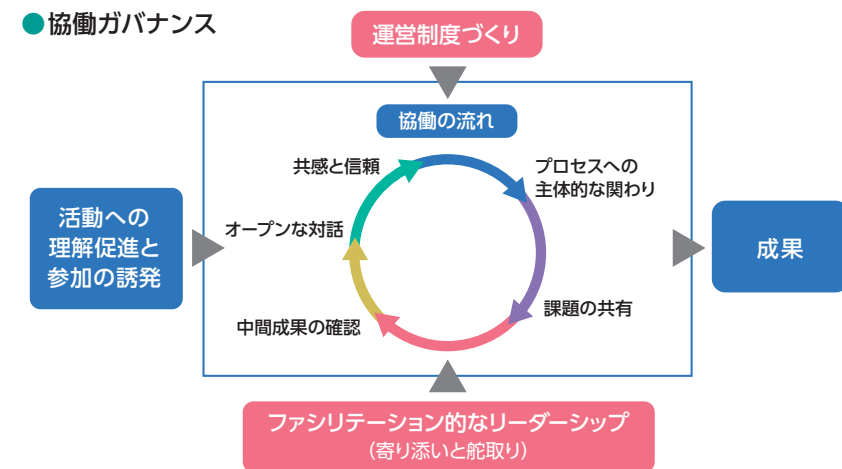 ●協働ガバナンス
運営制度づくり
協働の流れ
共感と信頼
プロセスへの
主体的な関わり
活動への
理解促進と
参加の誘発
オープンな対話
成果
課題の共有
中間成果の確認
ファシリテーション的なリーダーシップ
(寄り添いと舵取り)